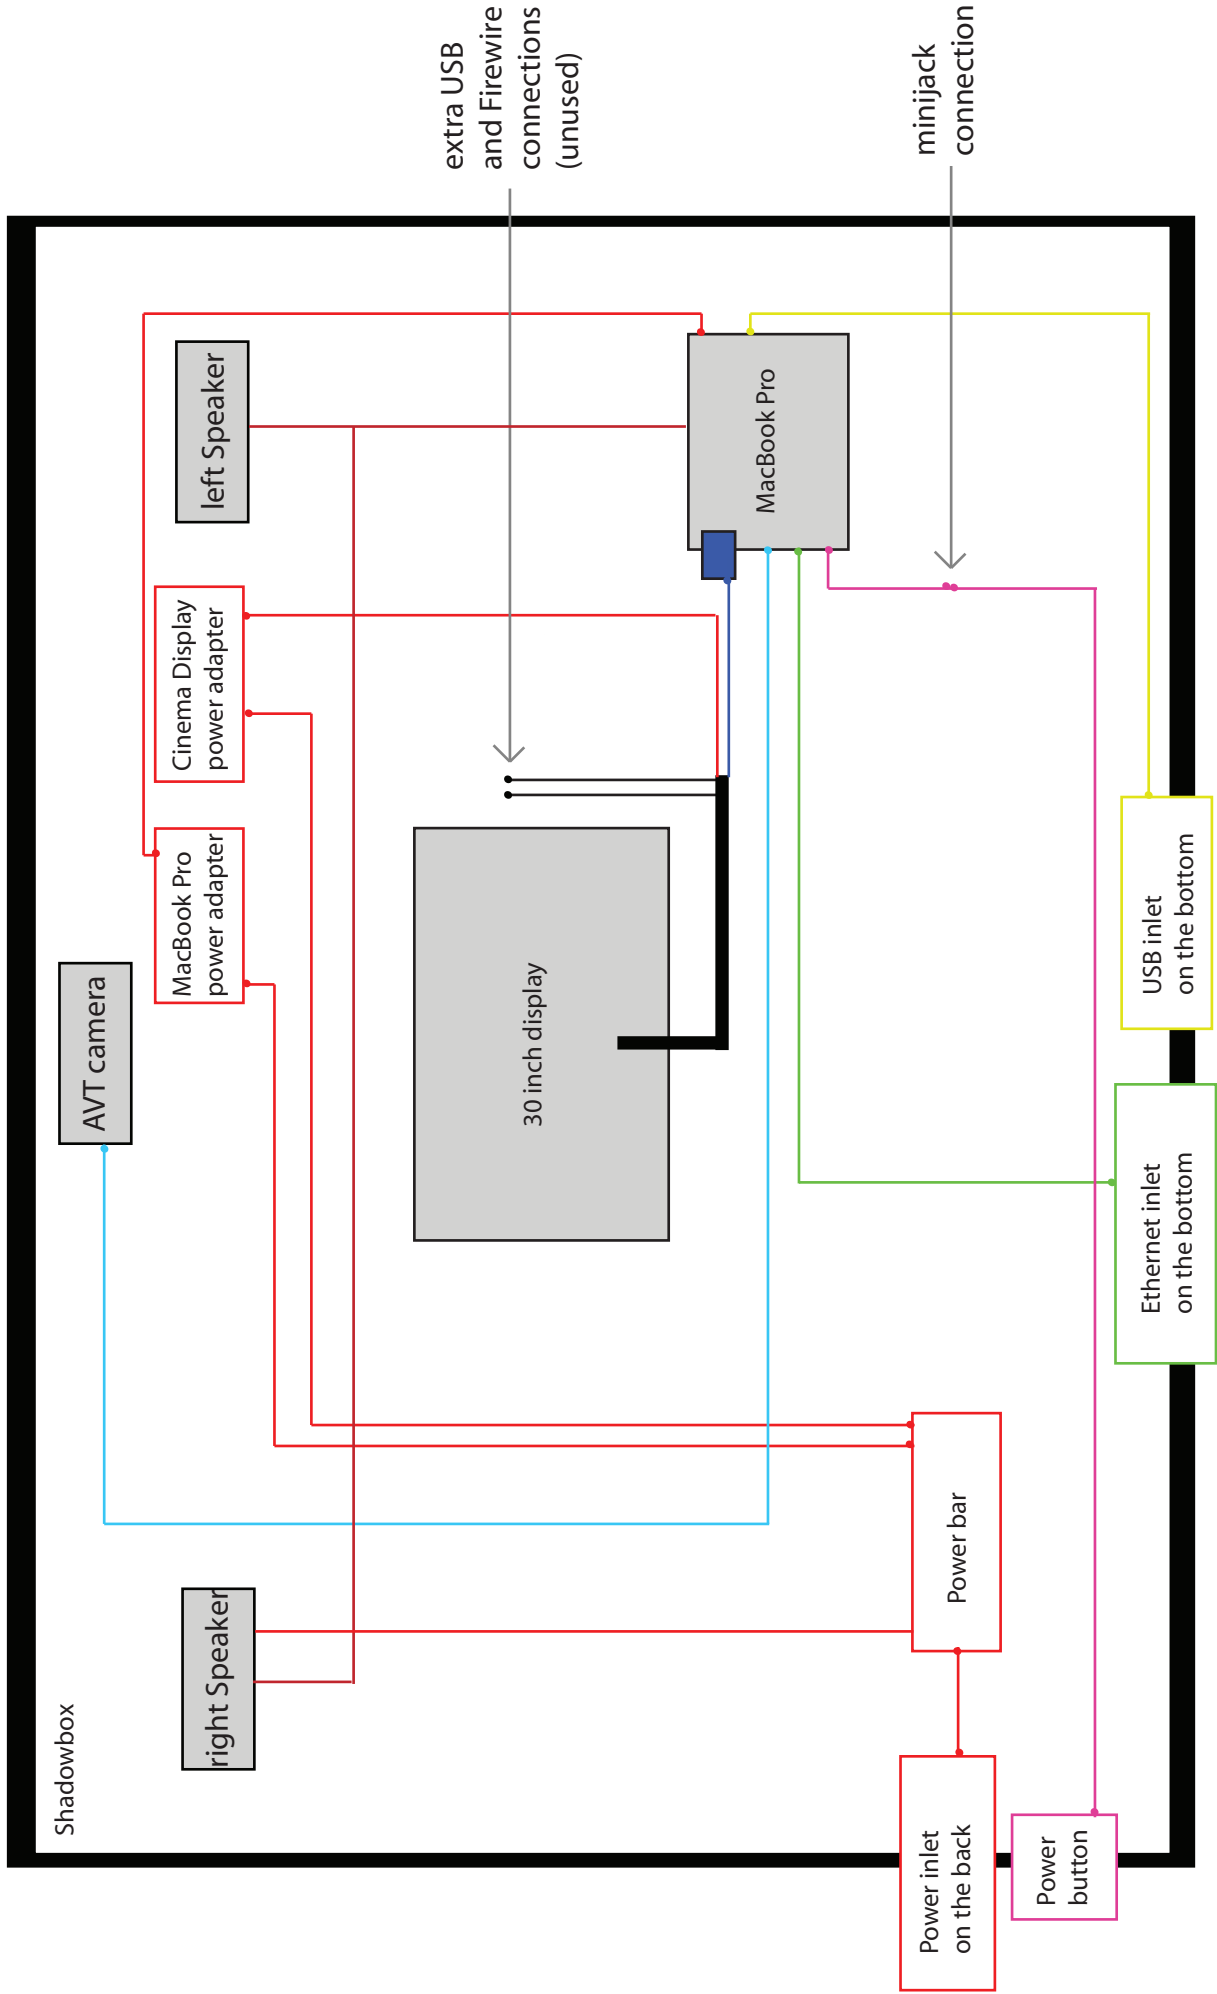 Shadowbox
right Speaker
AVT camera
MacBook Pro
power adapter
Cinema Display
power adapter
left Speaker
30 inch display
extra USB
and Firewire
connections
(unused)
MacBook Pro
minijack
connection
Power bar
Power inlet
on the back
Power
button
Ethernet inlet
on the bottom
USB inlet
on the bottom